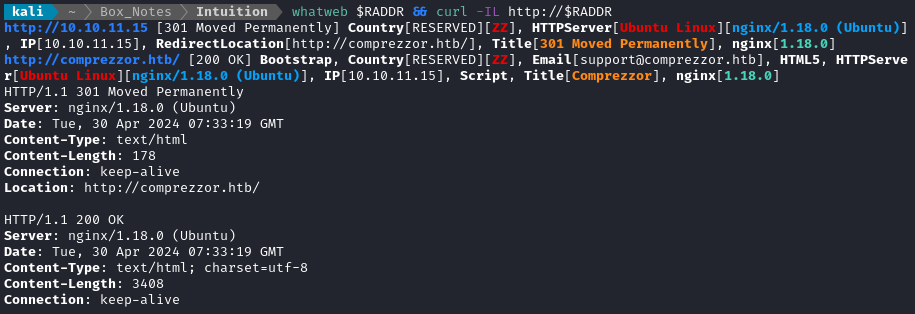 kali ~ Box_Notes Intuition whatweb $RADDR && curl -IL http://$RADDR
http://10.10.11.15 [301 Moved Permanently] Country[RESERVED][ZZ], HTTPServer[Ubuntu Linux][nginx/1.18.0 (Ubuntu)]
, IP[10.10.11.15], RedirectLocation[http://comprezzor.htb/], Title[301 Moved Permanently], nginx[1.18.0]
http://comprezzor.htb/ [200 OK] Bootstrap, Country[RESERVED][ZZ], Email[support@comprezzor.htb], HTML5, HTTPServe
r[Ubuntu Linux][nginx/1.18.0 (Ubuntu)], IP[10.10.11.15], Script, Title[Comprezzor], nginx[1.18.0]
HTTP/1.1 301 Moved Permanently
Server: nginx/1.18.0 (Ubuntu)
Date: Tue, 30 Apr 2024 07:33:19 GMT
Content-Type: text/html
Content-Length: 178
Connection: keep-alive
Location: http://comprezzor.htb/

HTTP/1.1 200 OK
Server: nginx/1.18.0 (Ubuntu)
Date: Tue, 30 Apr 2024 07:33:19 GMT
Content-Type: text/html; charset=utf-8
Content-Length: 3408
Connection: keep-alive